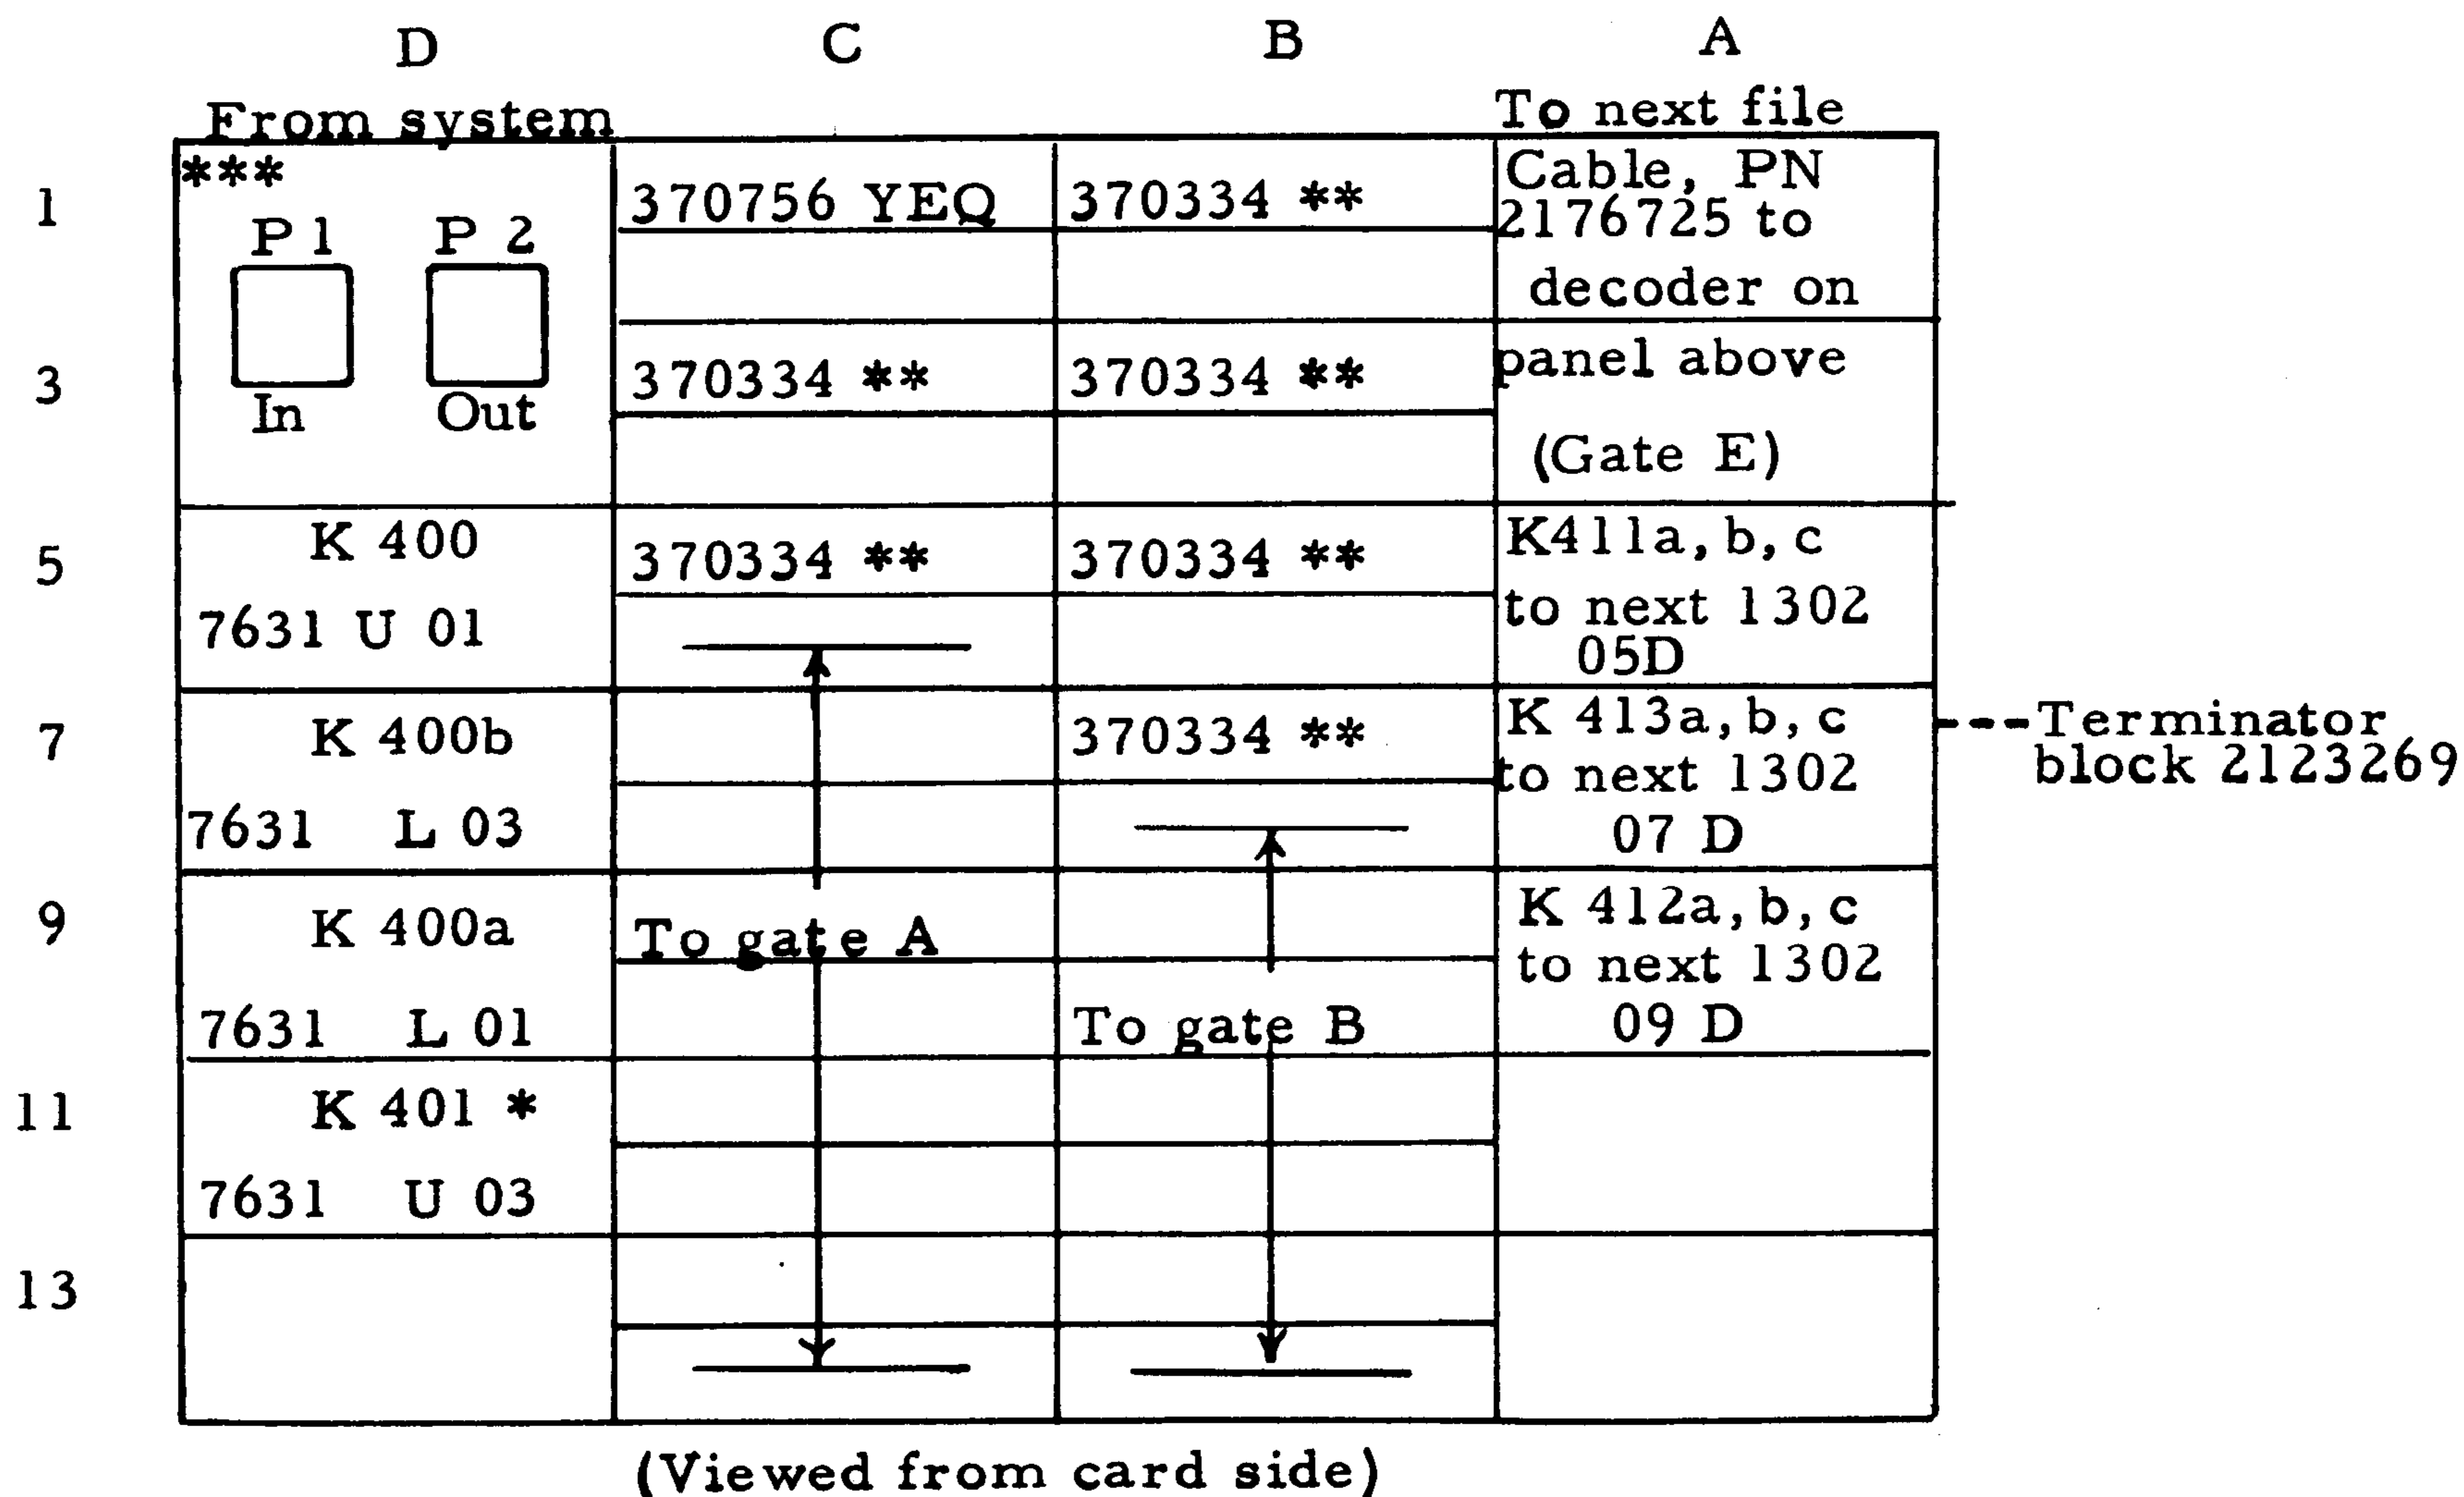 D C B A
From system
To next file
***
1
P 1 P 2
In Out
370756 YEQ
370334 **
Cable, PN
2176725 to
decoder on
panel above
(Gate E)
3
370334 **
370334 **
5
K 400
7631 U 01
370334 **
370334 **
K411a, b, c
to next 1302
05D
7
K 400b
7631 L 03
370334 **
K 413a, b, c
to next 1302
07 D
---Terminator
block 2123269
9
K 400a
7631 L 01
To gate A
To gate B
K 412a, b, c
to next 1302
09 D
11
K 401 *
7631 U 03
13
(Viewed from card side)